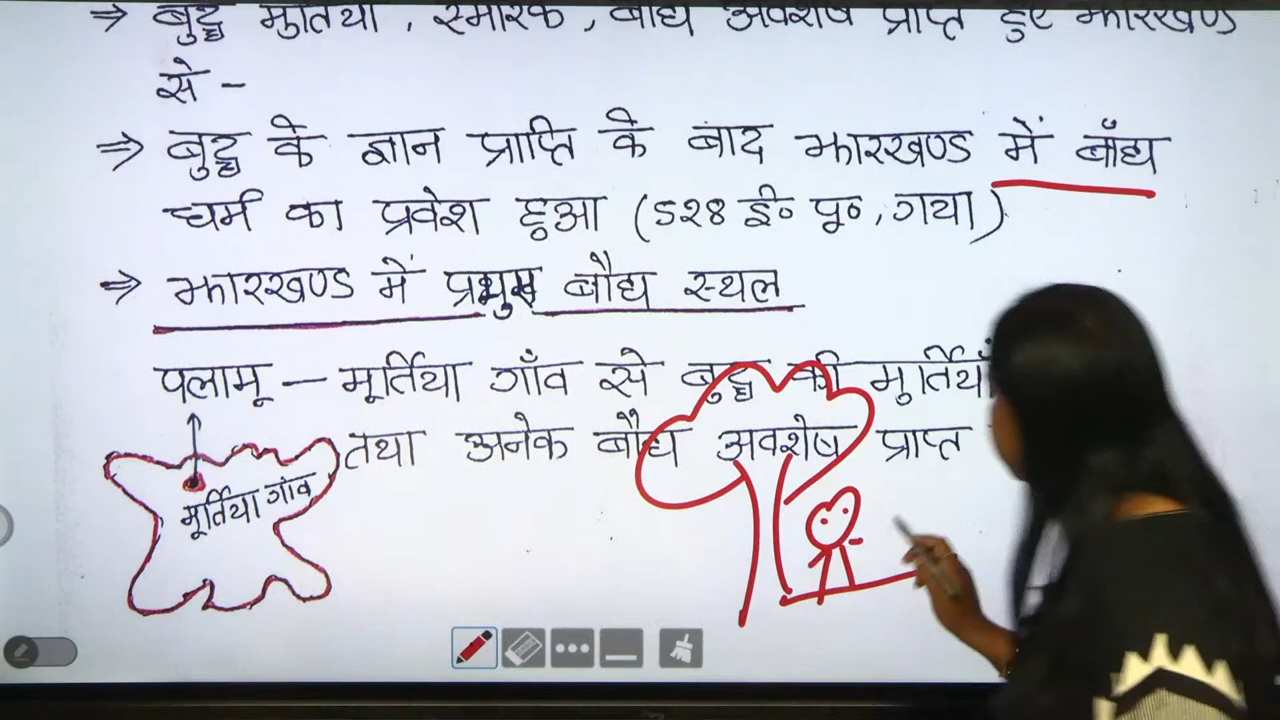 ⇒ बुद्ध मुर्तियाँ, स्मारक, बौद्य अवशेष प्राप्त हुए झारखण्ड
से -
⇒ बुद्ध के ज्ञान प्राप्ति के बाद झारखण्ड में बौद्य
धर्म का प्रवेश हुआ (528 ई० पू०, गया)
⇒ झारखण्ड में प्रमुख बौद्य स्थल
पलामू — मूर्तिया गाँव से बुद्ध की मुर्तियाँ
तथा अनेक बौद्य अवशेष प्राप्त
मूर्तिया गांव